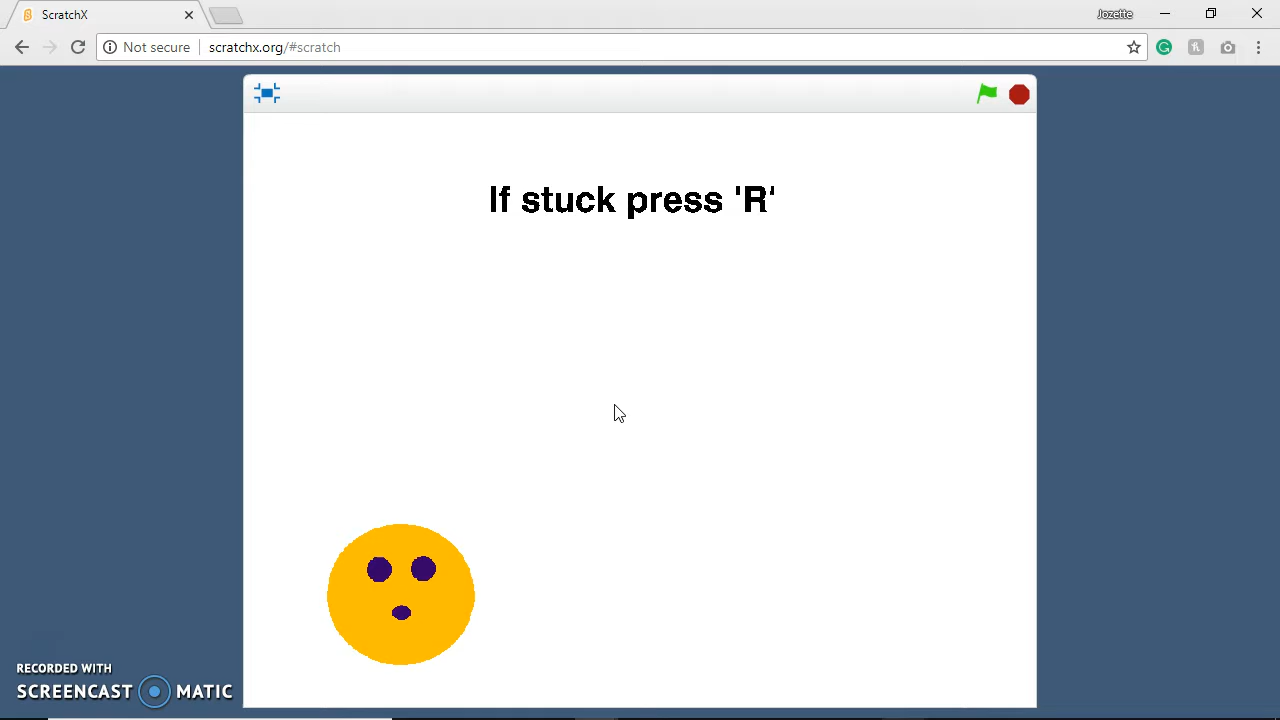 ScratchX
Jozette
Not secure
scratchx.org/#scratch
If stuck press 'R'
RECORDED WITH
SCREENCAST MATIC